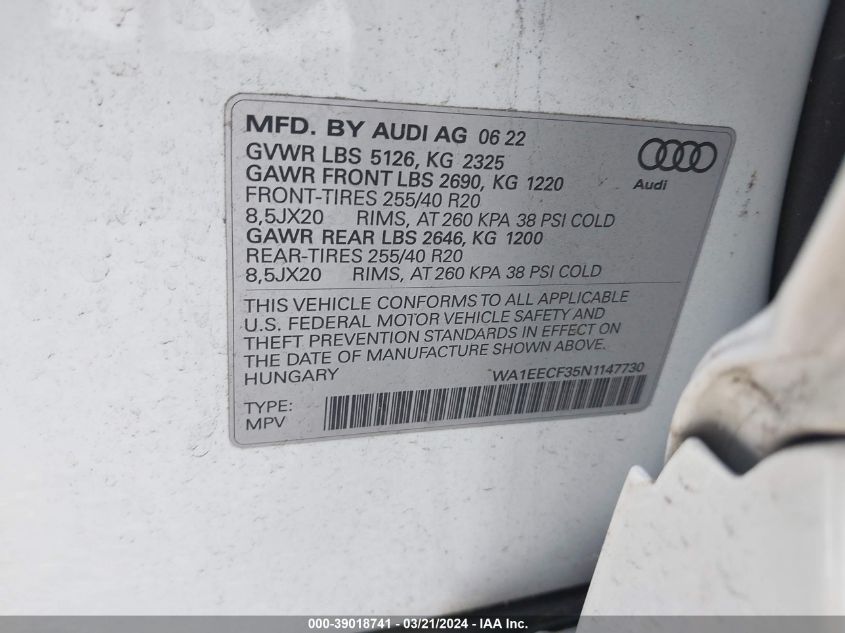 MFD. BY AUDI AG 06 22
GVWR LBS 5126, KG 2325
GAWR FRONT LBS 2690, KG 1220
FRONT-TIRES 255/40 R20
8,5JX20 RIMS, AT 260 KPA 38 PSI COLD
GAWR REAR LBS 2646, KG 1200
REAR-TIRES 255/40 R20
8,5JX20 RIMS, AT 260 KPA 38 PSI COLD
Audi
THIS VEHICLE CONFORMS TO ALL APPLICABLE
U.S. FEDERAL MOTOR VEHICLE SAFETY AND
THEFT PREVENTION STANDARDS IN EFFECT ON
THE DATE OF MANUFACTURE SHOWN ABOVE.
HUNGARY WA1EECF35N1147730
TYPE:
MPV
000-39018741 - 03/21/2024 - IAA Inc.